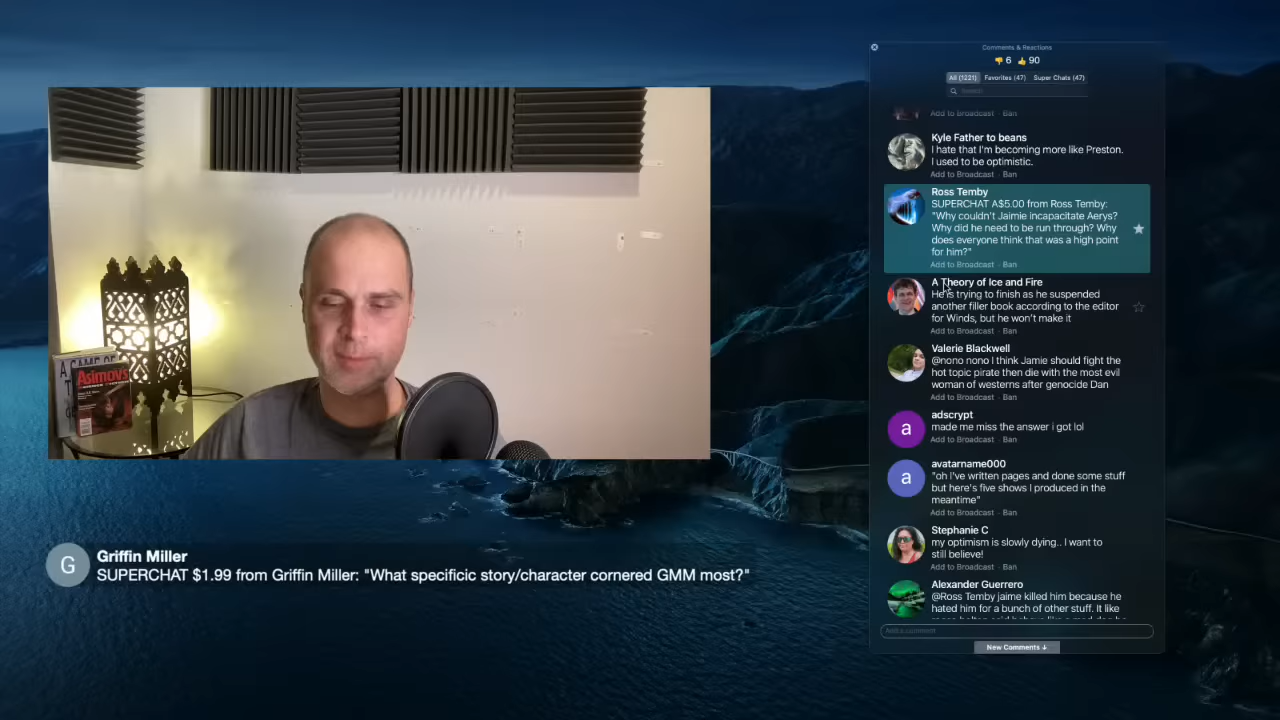 A GAME OF
Asimov's
G
Griffin Miller
SUPERCHAT $1.99 from Griffin Miller: "What specificic story/character cornered GMM most?"
Comments & Reactions
👎 6 👍 90
All (1221) Favorites (47) Super Chats (47)
Search
Add to Broadcast · Ban
Kyle Father to beans
I hate that I'm becoming more like Preston.
I used to be optimistic.
Add to Broadcast · Ban
Ross Temby
SUPERCHAT A$5.00 from Ross Temby:
"Why couldn't Jaimie incapacitate Aerys?
Why did he need to be run through? Why
does everyone think that was a high point
for him?"
Add to Broadcast · Ban
A Theory of Ice and Fire
He is trying to finish as he suspended
another filler book according to the editor
for Winds, but he won't make it
Add to Broadcast · Ban
Valerie Blackwell
@nono nono I think Jamie should fight the
hot topic pirate then die with the most evil
woman of westerns after genocide Dan
Add to Broadcast · Ban
a
adscrypt
made me miss the answer i got lol
Add to Broadcast · Ban
a
avatarname000
"oh I've written pages and done some stuff
but here's five shows I produced in the
meantime"
Add to Broadcast · Ban
Stephanie C
my optimism is slowly dying.. I want to
still believe!
Add to Broadcast · Ban
Alexander Guerrero
@Ross Temby jaime killed him because he
hated him for a bunch of other stuff. It like
Add a comment
New Comments ↓